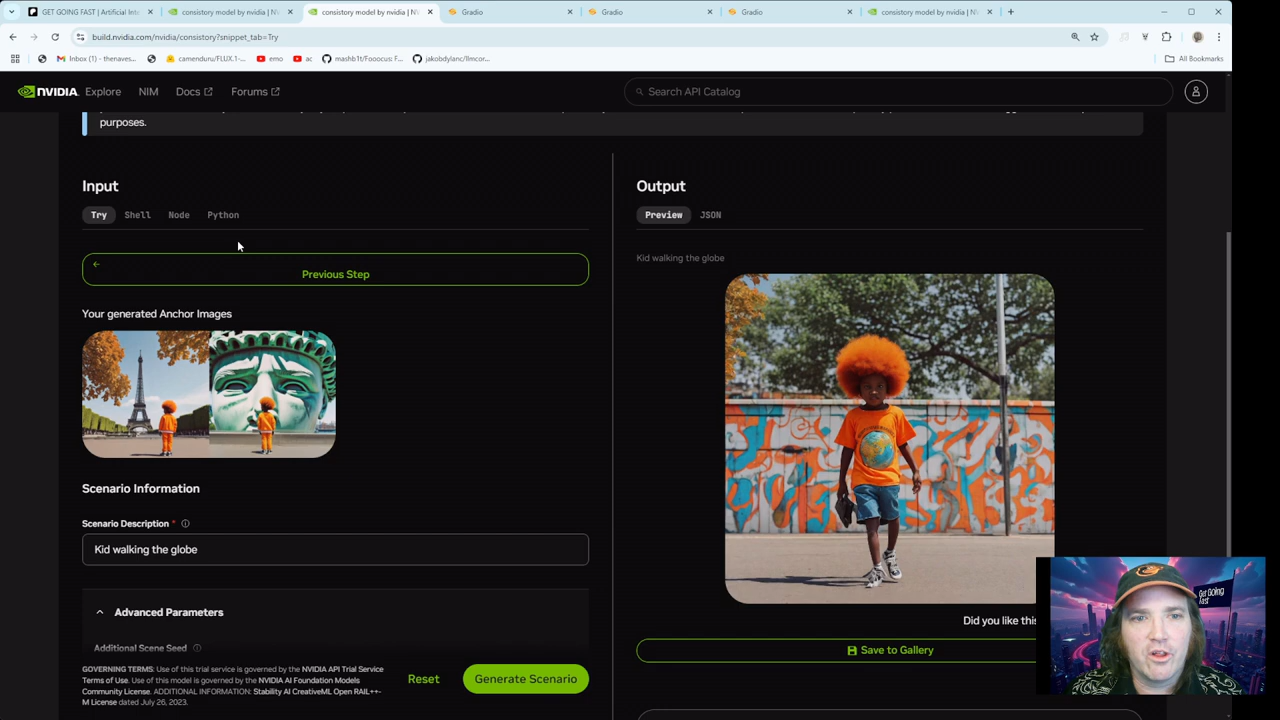 GET GOING FAST | Artificial Inte
consistory model by nvidia | NV
consistory model by nvidia | NV
Gradio
Gradio
Gradio
consistory model by nvidia | NV
build.nvidia.com/nvidia/consistory?snippet_tab=Try
Inbox (1) - thenaves...
camenduru/FLUX.1-...
emo
ac
mashb1t/Fooocus: F...
jakobdylanc/llmcor...
All Bookmarks
NVIDIA.
Explore
NIM
Docs
Forums
Search API Catalog
purposes.
Input
Try
Shell
Node
Python
Previous Step
Your generated Anchor Images
Scenario Information
Scenario Description *
Kid walking the globe
Advanced Parameters
Additional Scene Seed
GOVERNING TERMS: Use of this trial service is governed by the NVIDIA API Trial Service
Terms of Use. Use of this model is governed by the NVIDIA AI Foundation Models
Community License. ADDITIONAL INFORMATION: Stability AI CreativeML Open RAIL++-
M License dated July 26, 2023.
Reset
Generate Scenario
Output
Preview
JSON
Kid walking the globe
Did you like this
Save to Gallery
Get Going
Fast